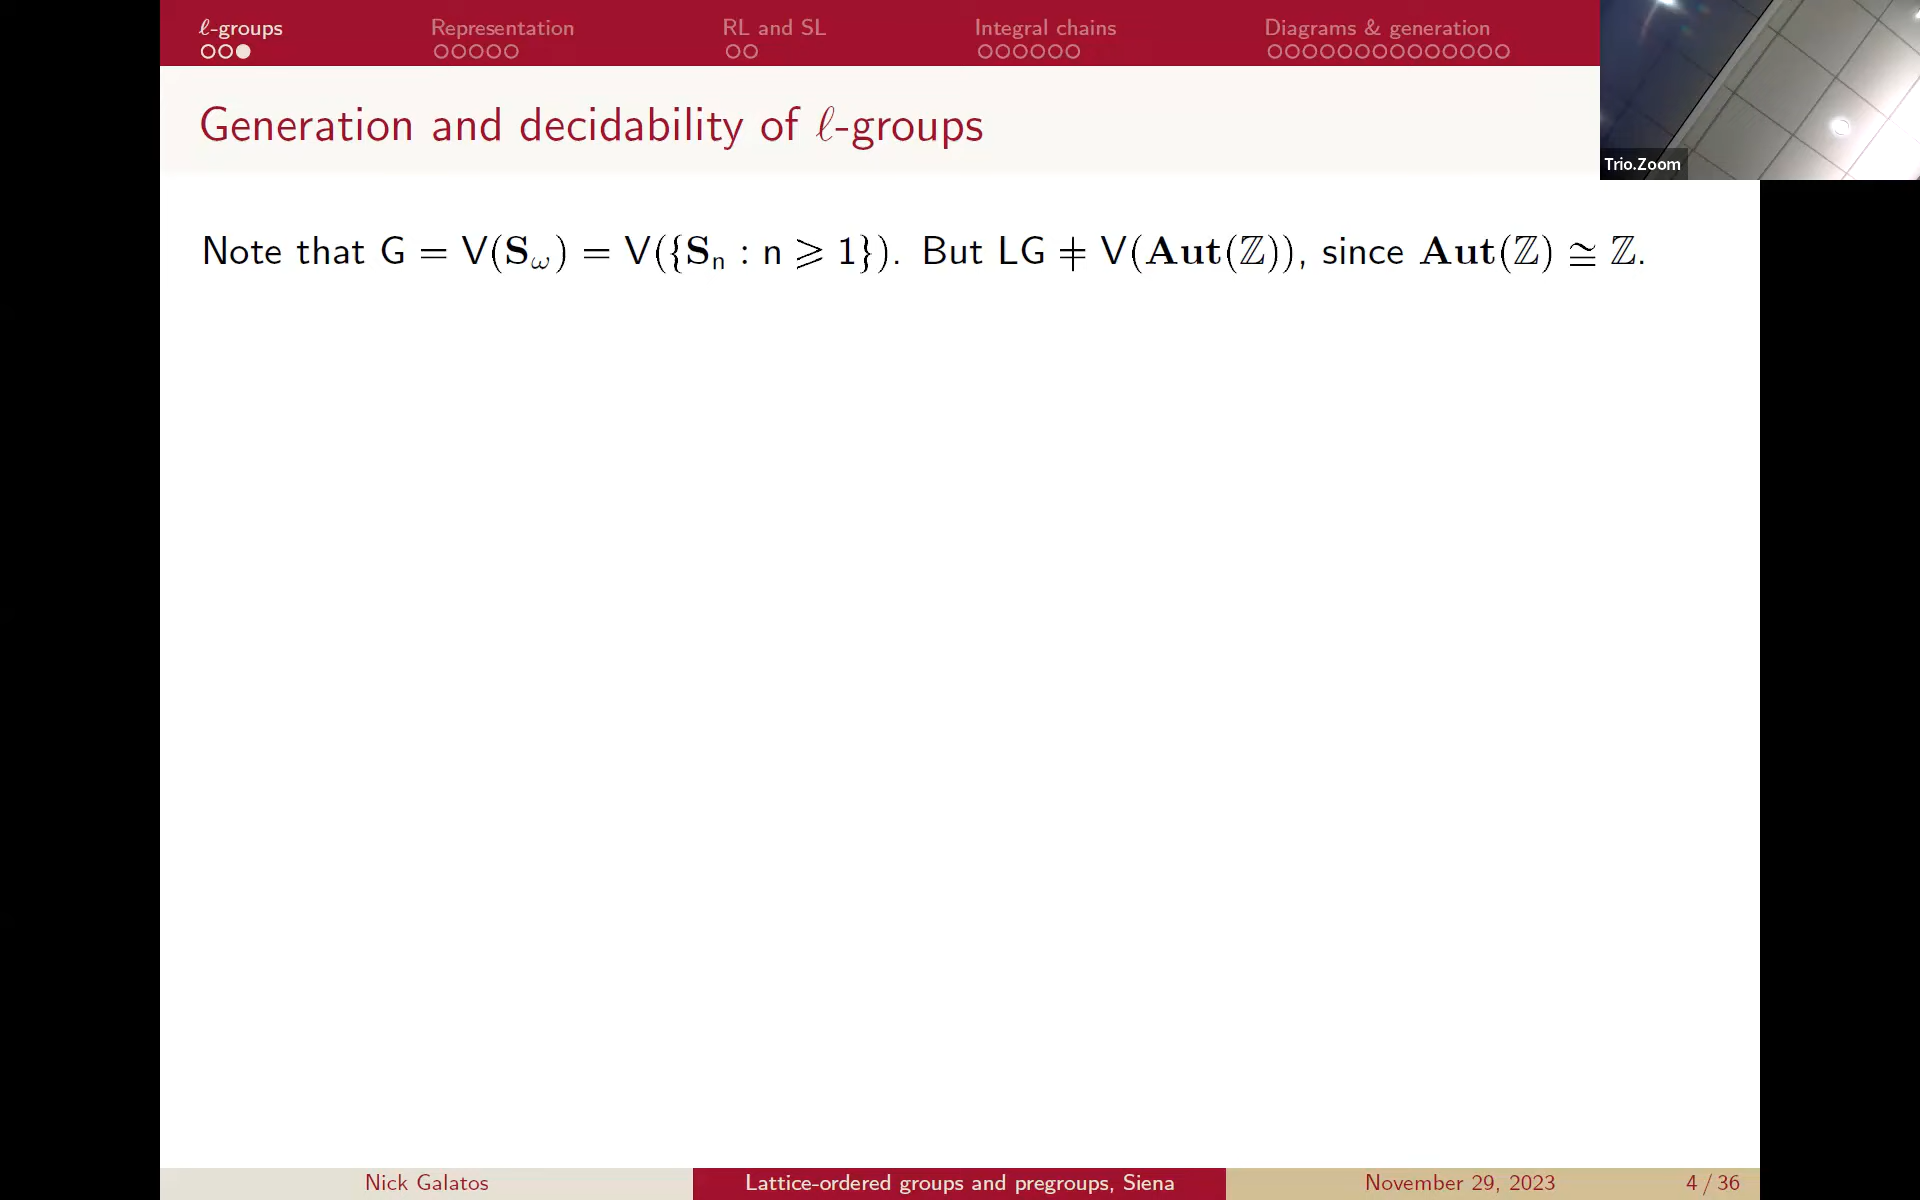 ℓ-groups Representation RL and SL Integral chains Diagrams & generation
Trio.Zoom
Generation and decidability of ℓ-groups
Note that G = V(𝐒_ω) = V({𝐒_n : n ⩾ 1}). But LG ≠ V(𝐀𝐮𝐭(ℤ)), since 𝐀𝐮𝐭(ℤ) ≅ ℤ.
Nick Galatos Lattice-ordered groups and pregroups, Siena November 29, 2023 4 / 36